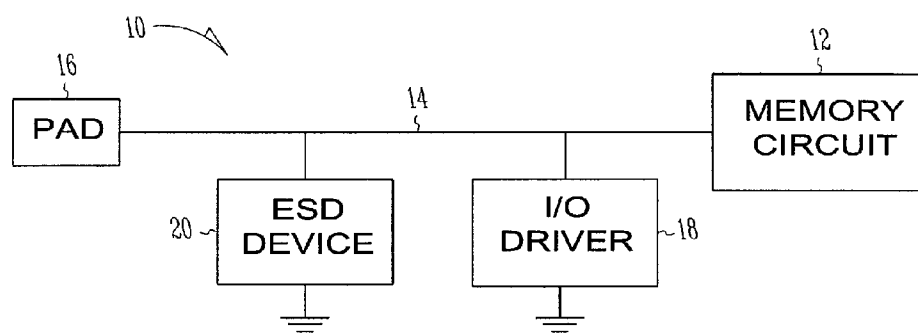 10
16
PAD
14
12
MEMORY
CIRCUIT
20
ESD
DEVICE
I/O
DRIVER
18